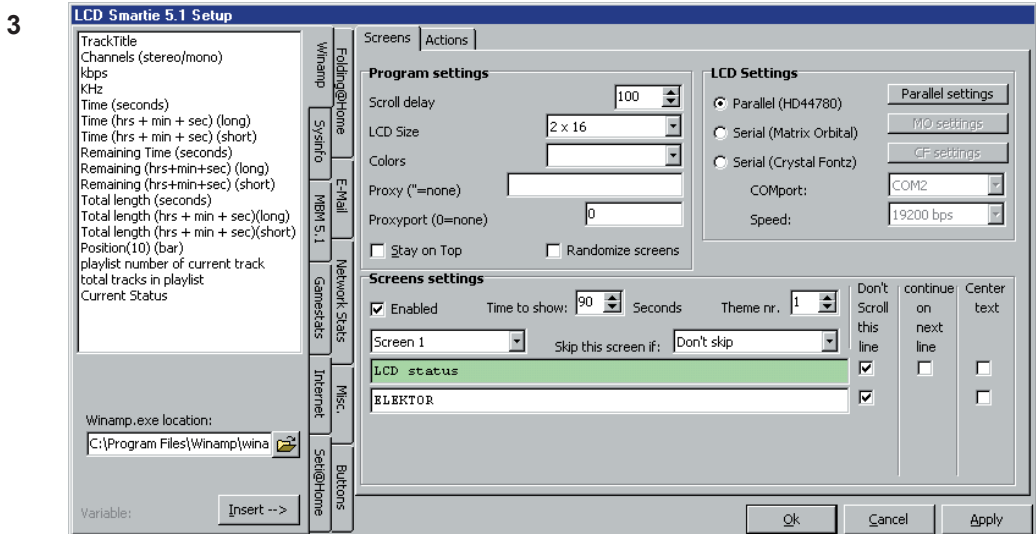 3
LCD Smartie 5.1 Setup
TrackTitle
Channels (stereo/mono)
kbps
KHz
Time (seconds)
Time (hrs + min + sec) (long)
Time (hrs + min + sec) (short)
Remaining Time (seconds)
Remaining (hrs+min+sec) (long)
Remaining (hrs+min+sec) (short)
Total length (seconds)
Total length (hrs + min + sec)(long)
Total length (hrs + min + sec)(short)
Position(10) (bar)
playlist number of current track
total tracks in playlist
Current Status
Winamp.exe location:
C:\Program Files\Winamp\wina
Variable:
Insert -->
Winamp
Sysinfo
MBM 5.1
Gamestats
Internet
Seti@Home
Folding@Home
E-Mail
Network Stats
Misc.
Buttons
Screens
Actions
Program settings
Scroll delay
100
LCD Size
2 x 16
Colors
Proxy (''=none)
Proxyport (0=none)
0
Stay on Top
Randomize screens
LCD Settings
Parallel (HD44780)
Parallel settings
Serial (Matrix Orbital)
MO settings
Serial (Crystal Fontz)
CF settings
COMport:
COM2
Speed:
19200 bps
Screens settings
Enabled
Time to show:
90
Seconds
Theme nr.
1
Don't
Scroll
this
line
continue
on
next
line
Center
text
Screen 1
Skip this screen if:
Don't skip
LCD status
ELEKTOR
Ok
Cancel
Apply